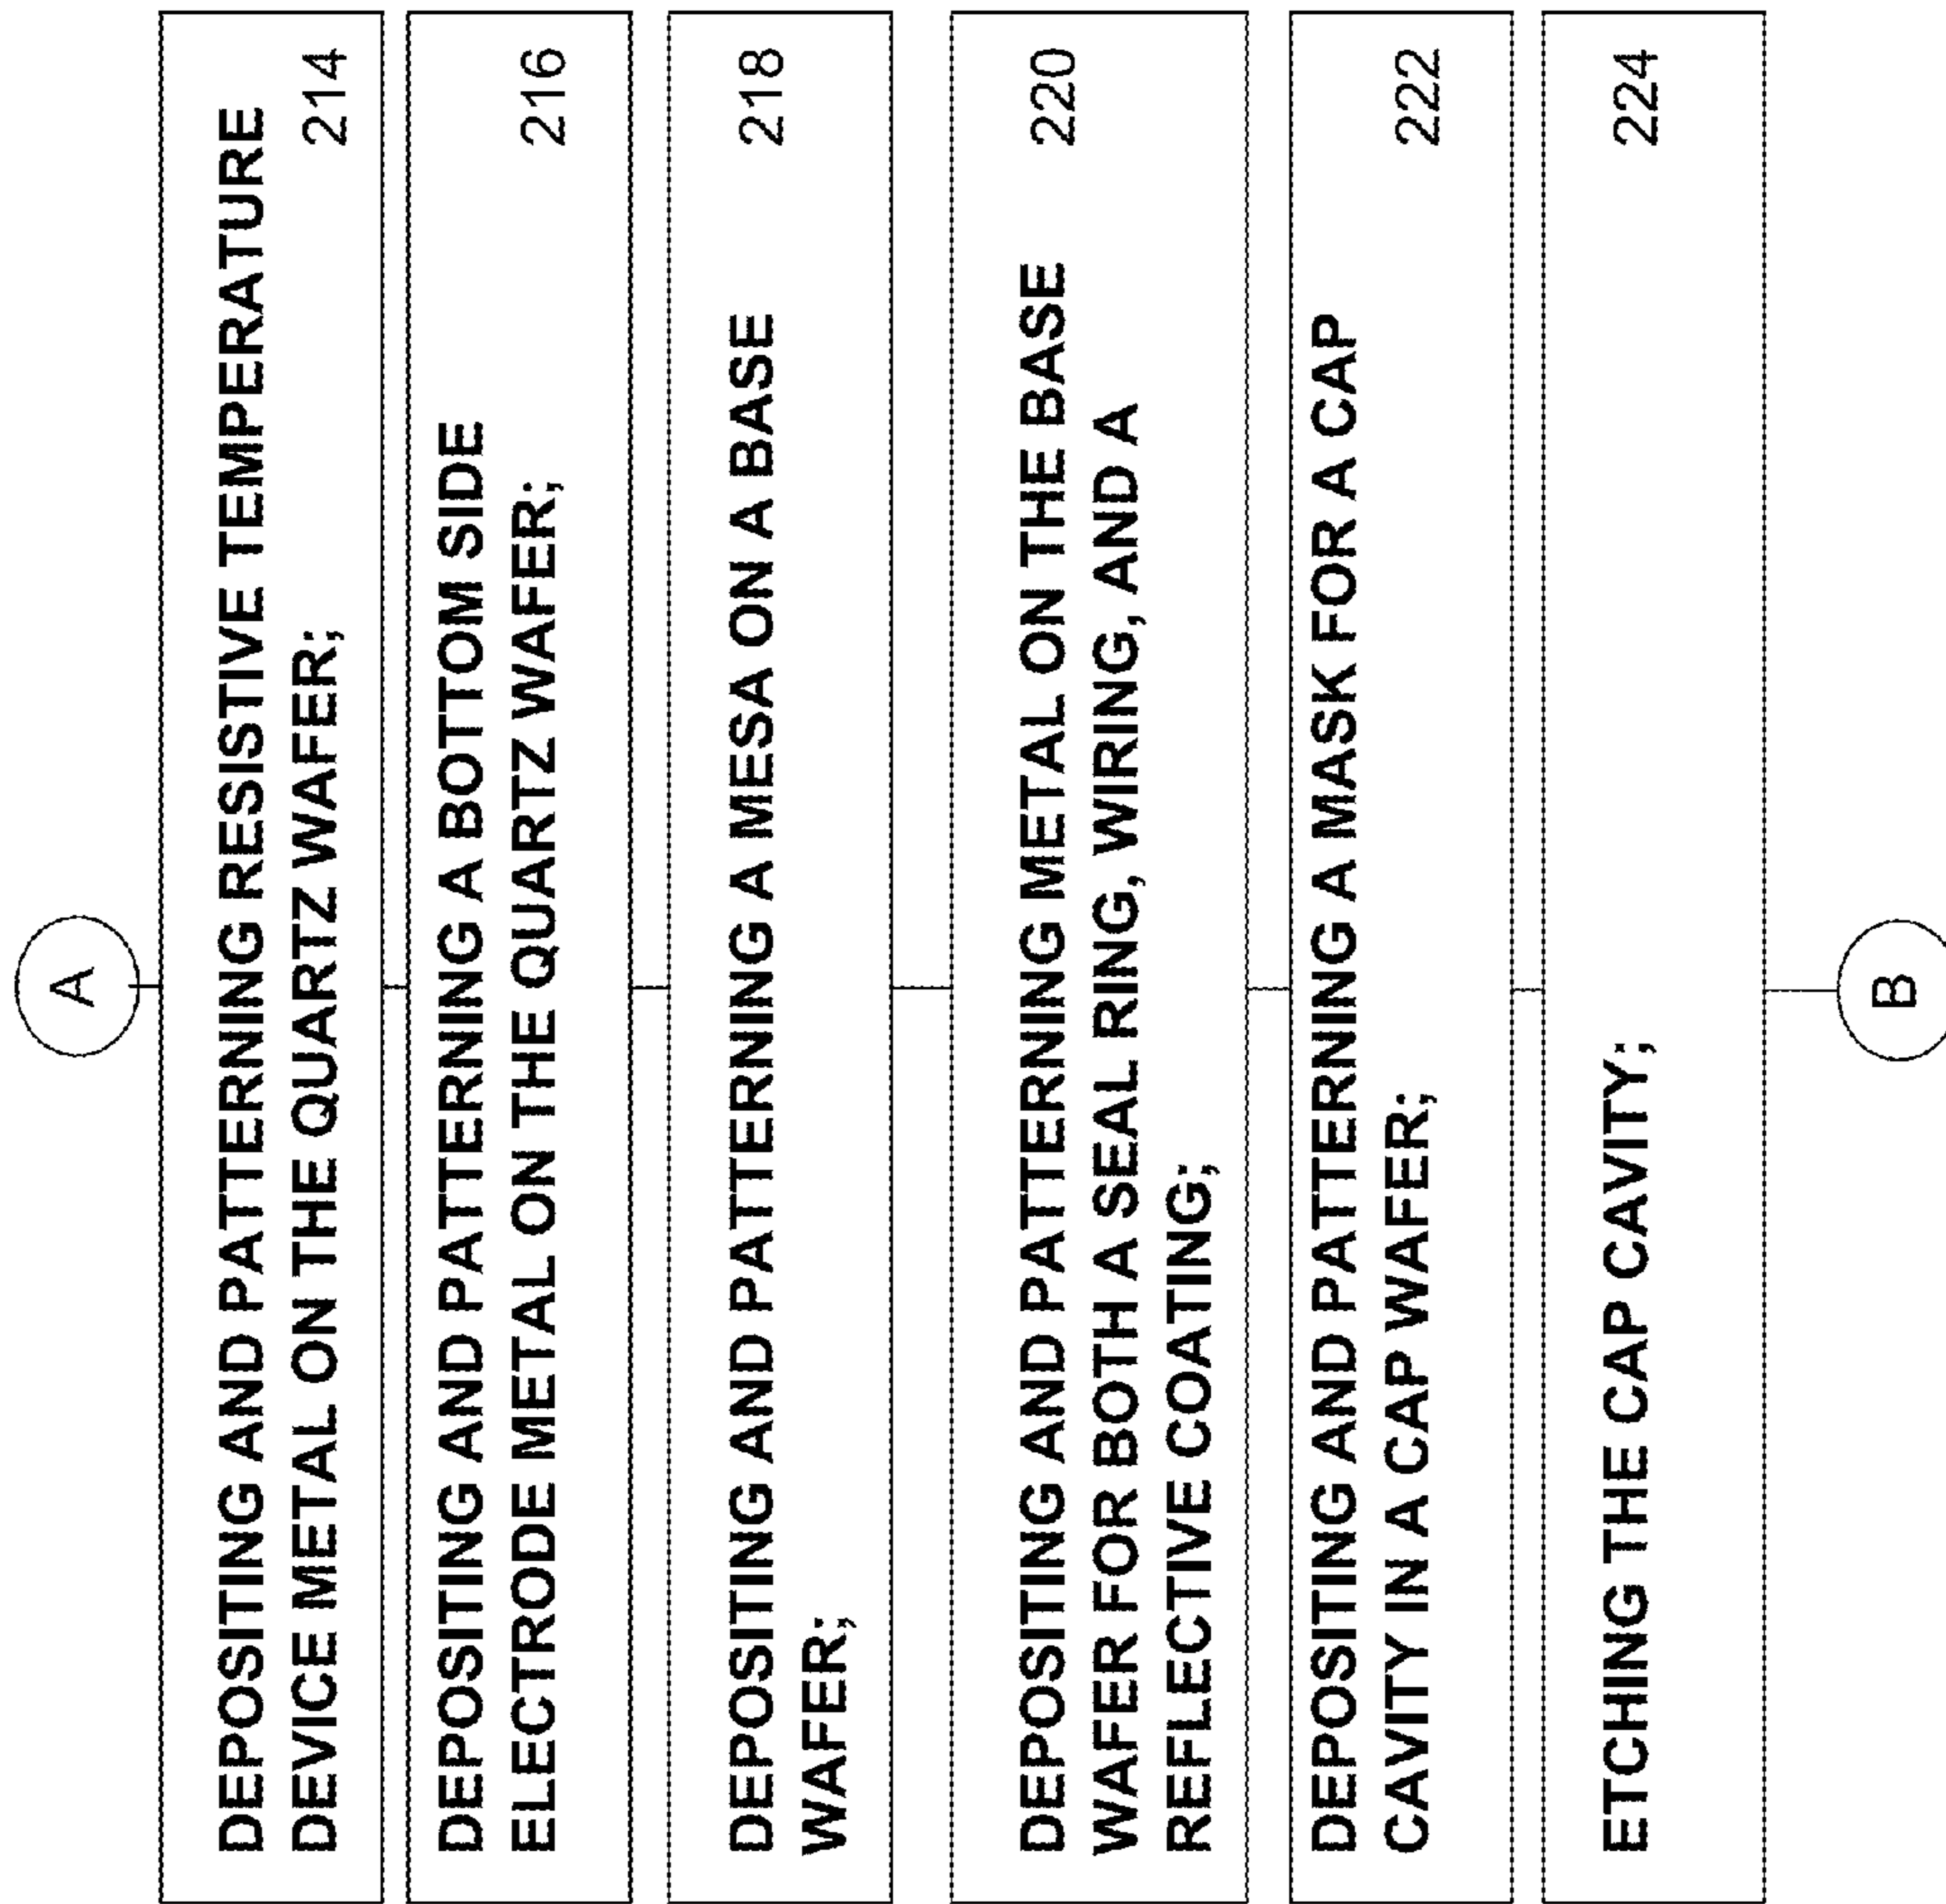 A
DEPOSITING AND PATTERNING RESISTIVE TEMPERATURE
DEVICE METAL ON THE QUARTZ WAFER;
214
DEPOSITING AND PATTERNING A BOTTOM SIDE
ELECTRODE METAL ON THE QUARTZ WAFER;
216
DEPOSITING AND PATTERNING A MESA ON A BASE
WAFER;
218
DEPOSITING AND PATTERNING METAL ON THE BASE
WAFER FOR BOTH A SEAL RING, WIRING, AND A
REFLECTIVE COATING;
220
DEPOSITING AND PATTERNING A MASK FOR A CAP
CAVITY IN A CAP WAFER;
222
ETCHING THE CAP CAVITY;
224
B